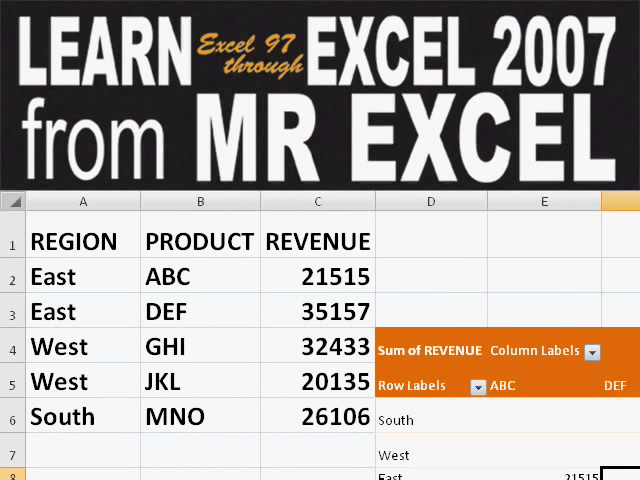 LEARN Excel 97 through EXCEL 2007
from MR EXCEL
A B C D E
1 REGION PRODUCT REVENUE
2 East ABC 21515
3 East DEF 35157
4 West GHI 32433 Sum of REVENUE Column Labels
5 West JKL 20135 Row Labels ABC DEF
6 South MNO 26106 South
7 West
8 East 21515